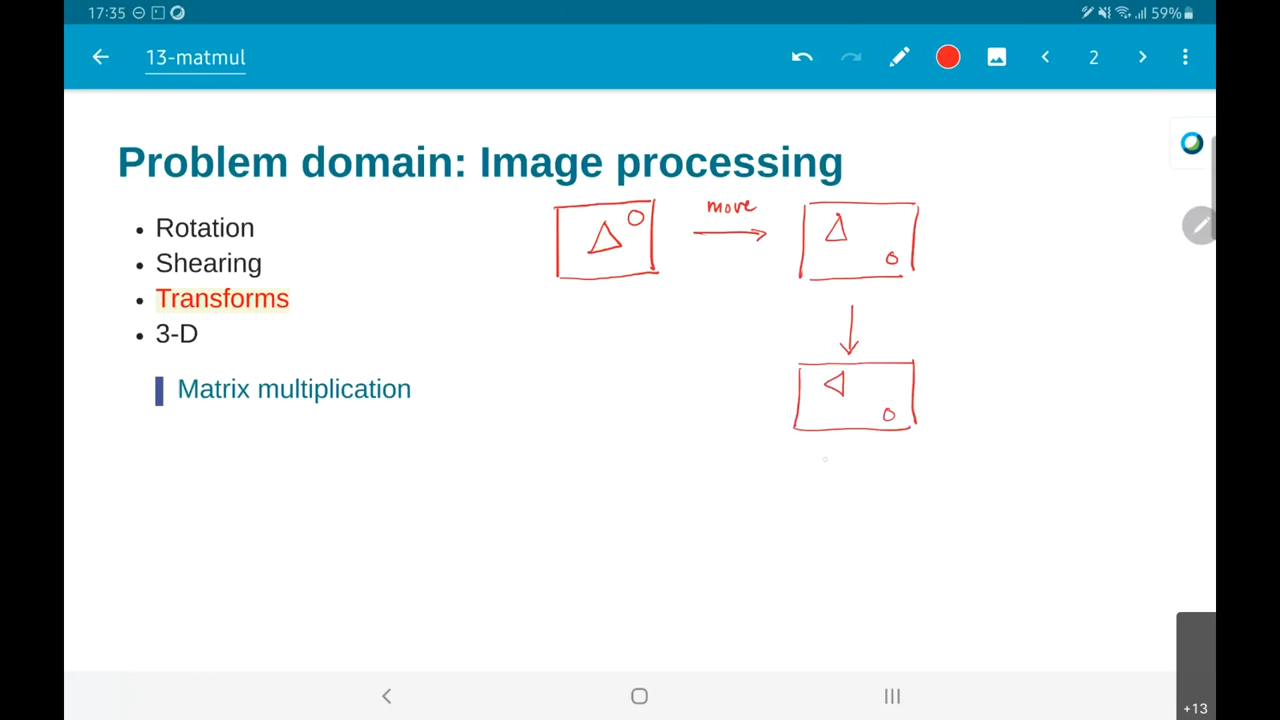 17:35
59%
13-matmul
2
Problem domain: Image processing
• Rotation
• Shearing
• Transforms
• 3-D
Matrix multiplication
move
+13